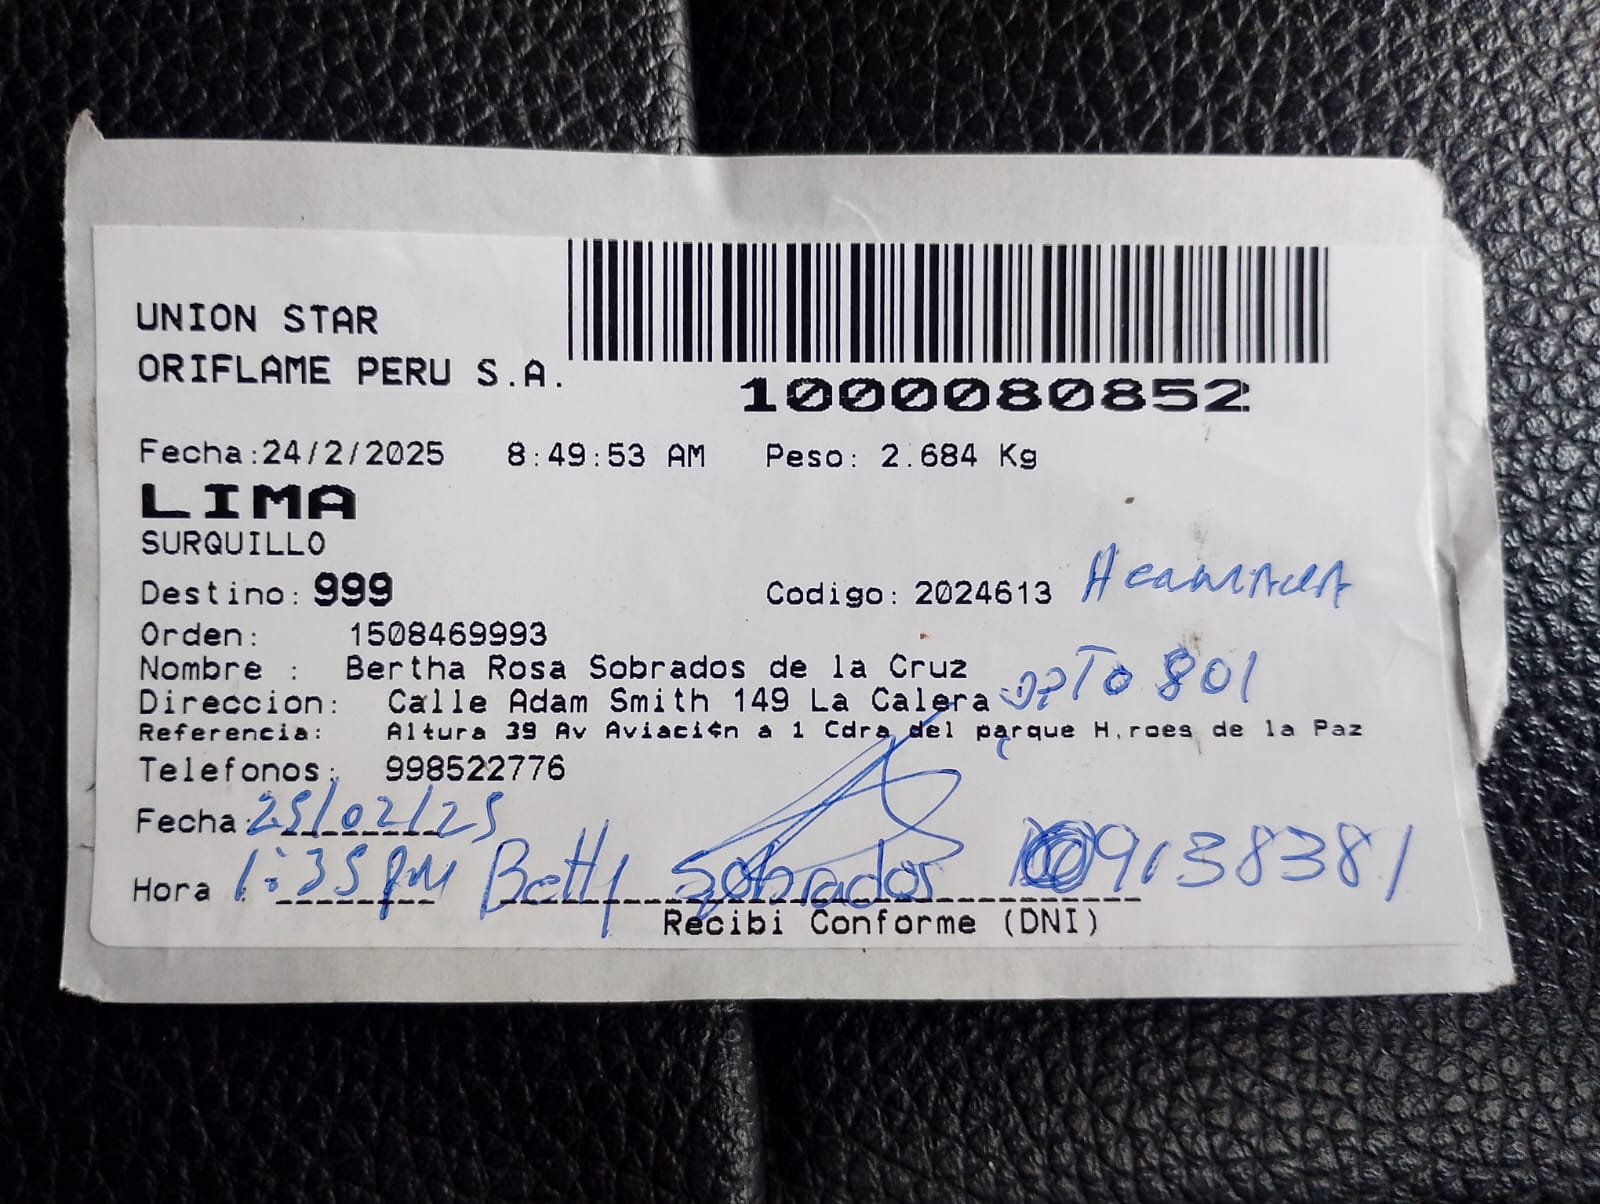 UNION STAR
ORIFLAME PERU S.A.
1000080852
Fecha:24/2/2025 8:49:53 AM Peso: 2.684 Kg
LIMA
SURQUILLO
Destino: 999 Codigo: 2024613
Orden: 1508469993
Nombre : Bertha Rosa Sobrados de la Cruz
Direccion: Calle Adam Smith 149 La Calera DPTO 801
Referencia: Altura 39 Av Aviaci¢n a 1 Cdra del parque H,roes de la Paz
Telefonos: 998522776
Fecha: 25/02/25
Hora : 1:35 PM Betty Sobrados 09138381
Recibi Conforme (DNI)